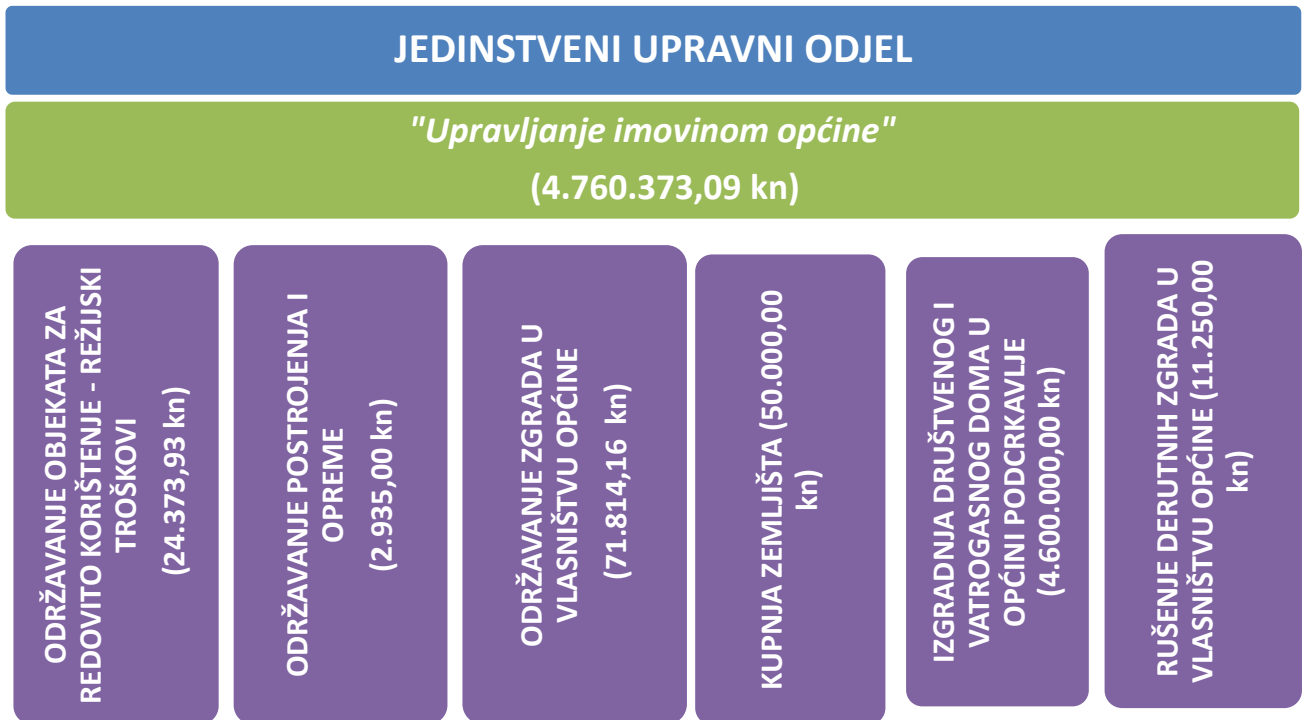 JEDINSTVENI UPRAVNI ODJEL
"Upravljanje imovinom općine"
(4.760.373,09 kn)
ODRŽAVANJE OBJEKATA ZA
REDOVITO KORIŠTENJE - REŽIJSKI
TROŠKOVI
(24.373,93 kn)
ODRŽAVANJE POSTROJENJA I
OPREME
(2.935,00 kn)
ODRŽAVANJE ZGRADA U
VLASNIŠTVU OPĆINE
(71.814,16 kn)
KUPNJA ZEMLJIŠTA (50.000,00
kn)
IZGRADNJA DRUŠTVENOG I
VATROGASNOG DOMA U
OPĆINI PODCRKAVLJE
(4.600.000,00 kn)
RUŠENJE DERUTNIH ZGRADA U
VLASNIŠTVU OPĆINE (11.250,00
kn)